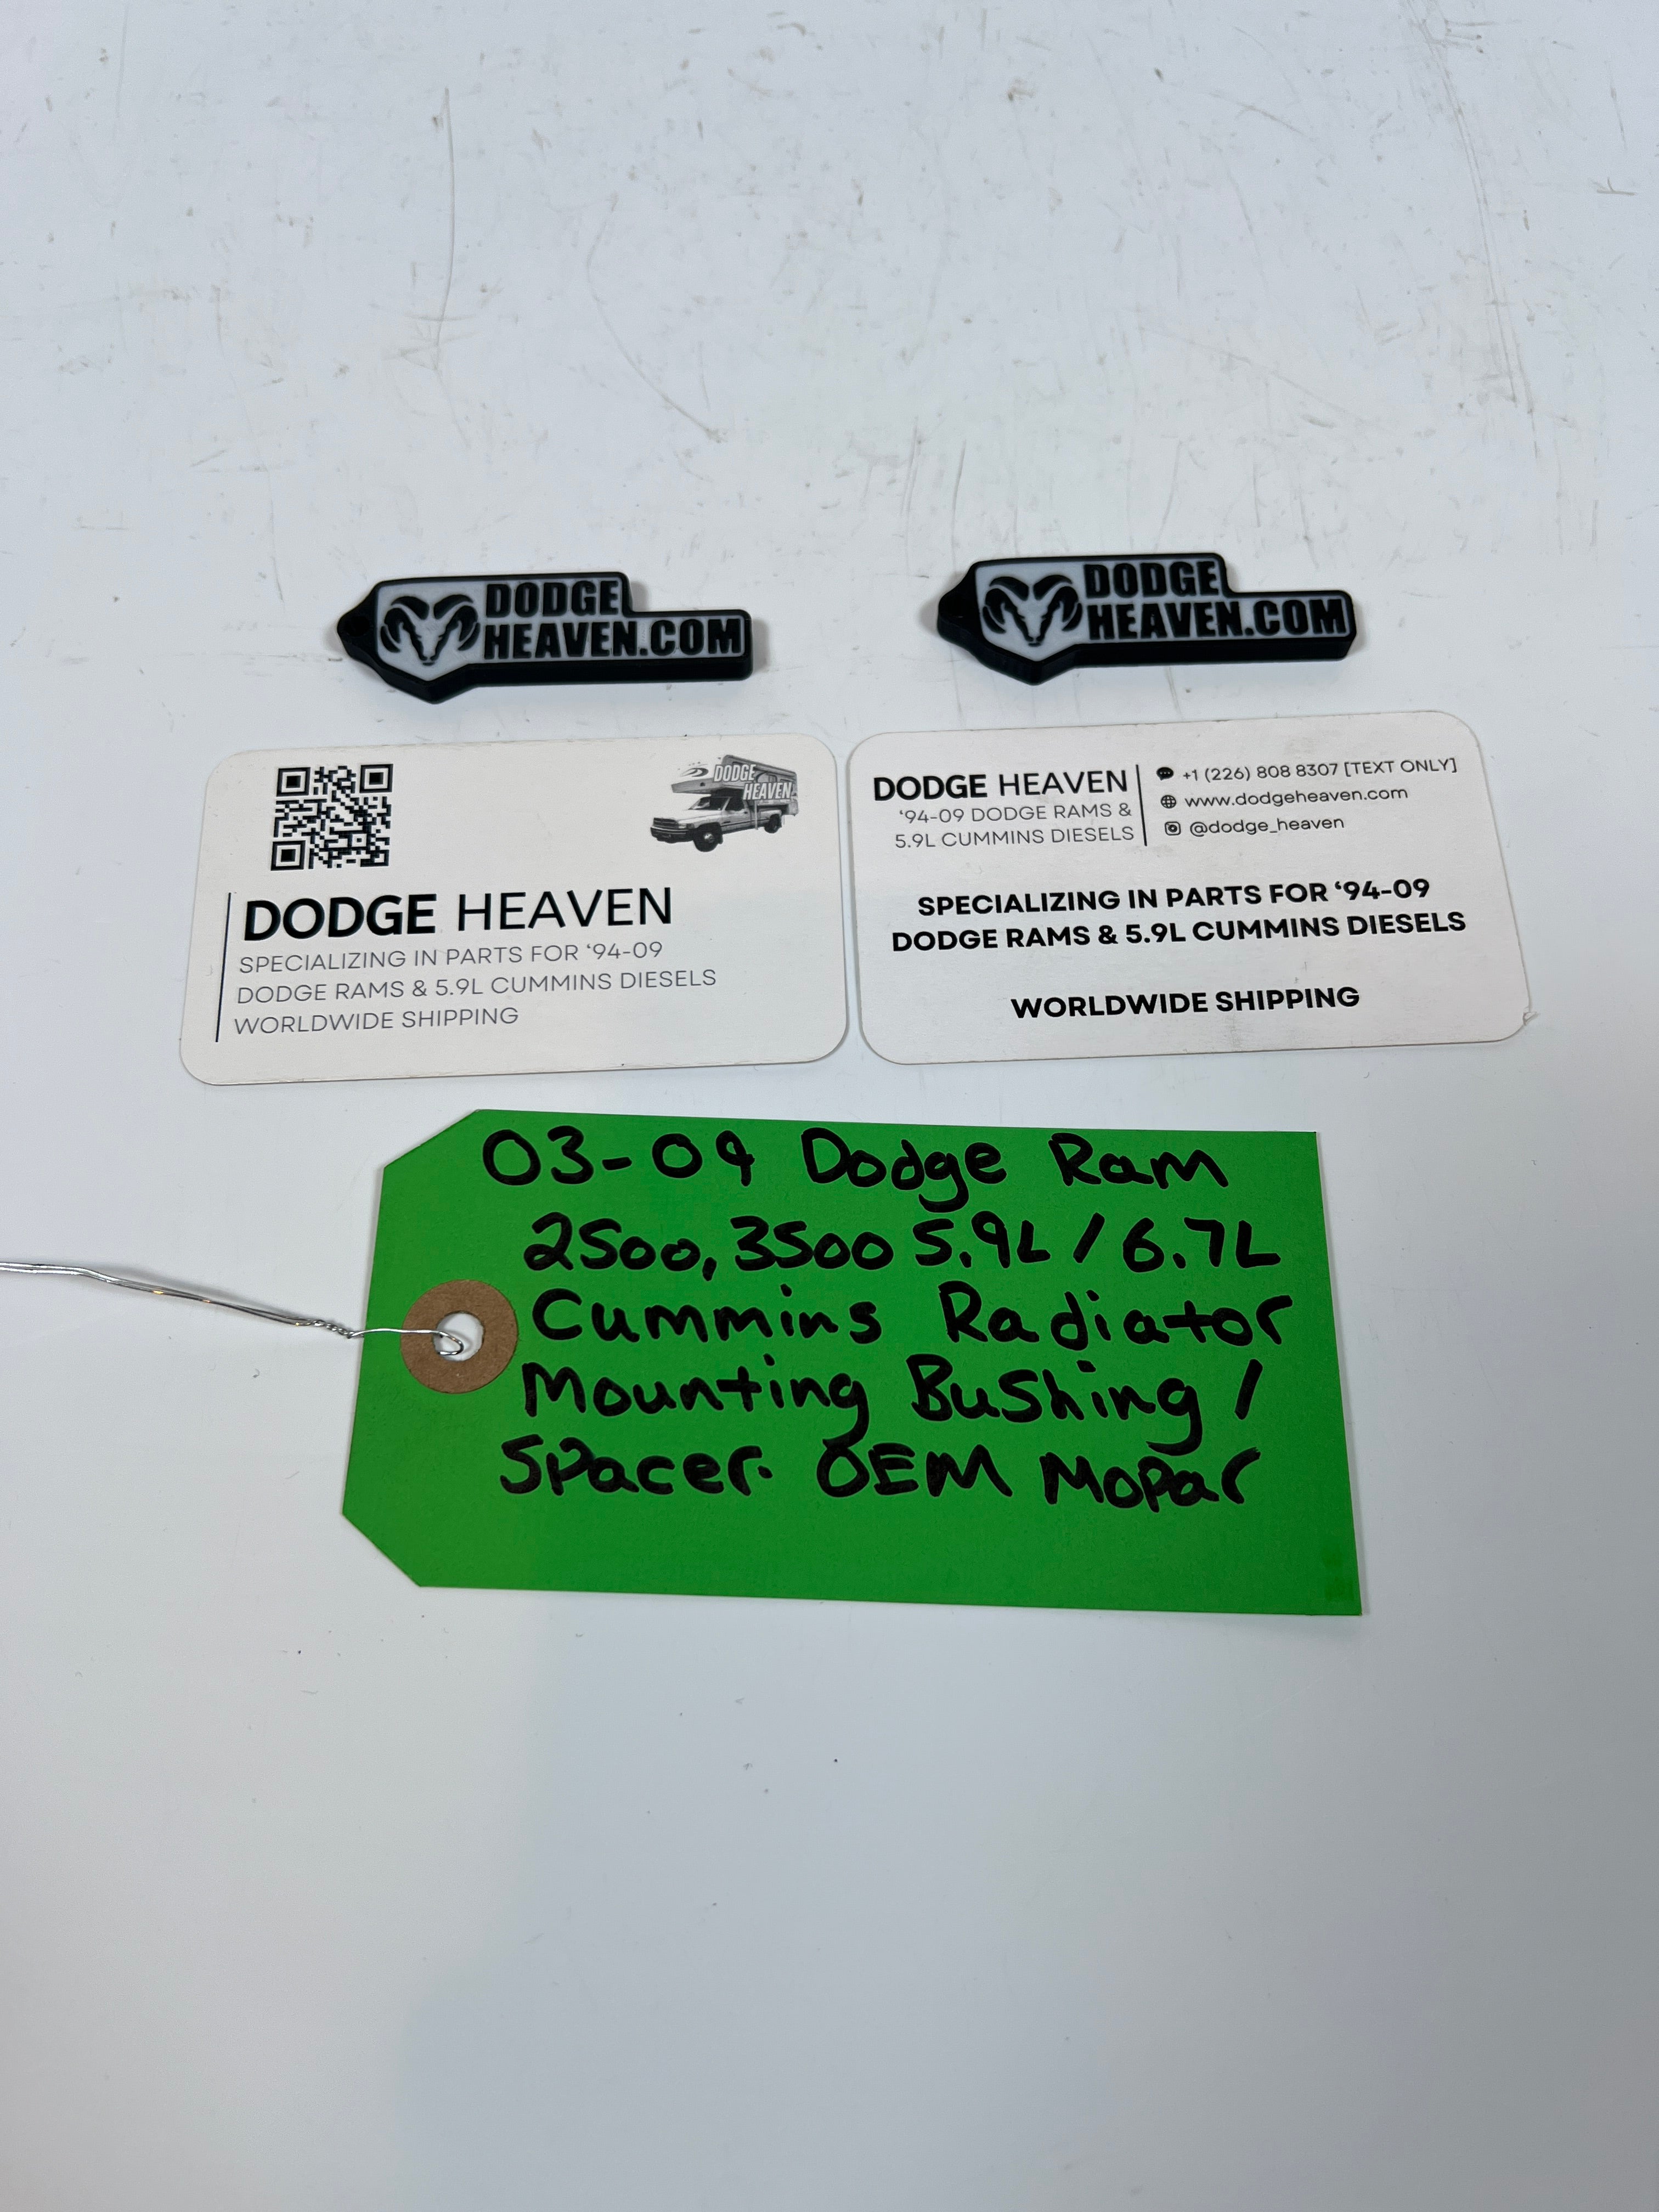 DODGE
HEAVEN.COM
DODGE
HEAVEN.COM
DODGE
HEAVEN
DODGE HEAVEN
SPECIALIZING IN PARTS FOR ‘94-09
DODGE RAMS & 5.9L CUMMINS DIESELS
WORLDWIDE SHIPPING
DODGE HEAVEN
‘94-09 DODGE RAMS &
5.9L CUMMINS DIESELS
+1 (226) 808 8307 [TEXT ONLY]
www.dodgeheaven.com
@dodge_heaven
SPECIALIZING IN PARTS FOR ‘94-09
DODGE RAMS & 5.9L CUMMINS DIESELS
WORLDWIDE SHIPPING
03-09 Dodge Ram
2500, 3500 5.9L / 6.7L
Cummins Radiator
Mounting Bushing /
Spacer. OEM Mopar